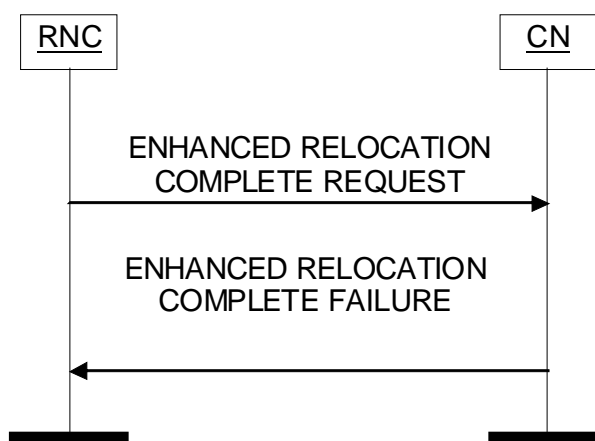 RNC
CN
ENHANCED RELOCATION
COMPLETE REQUEST
ENHANCED RELOCATION
COMPLETE FAILURE